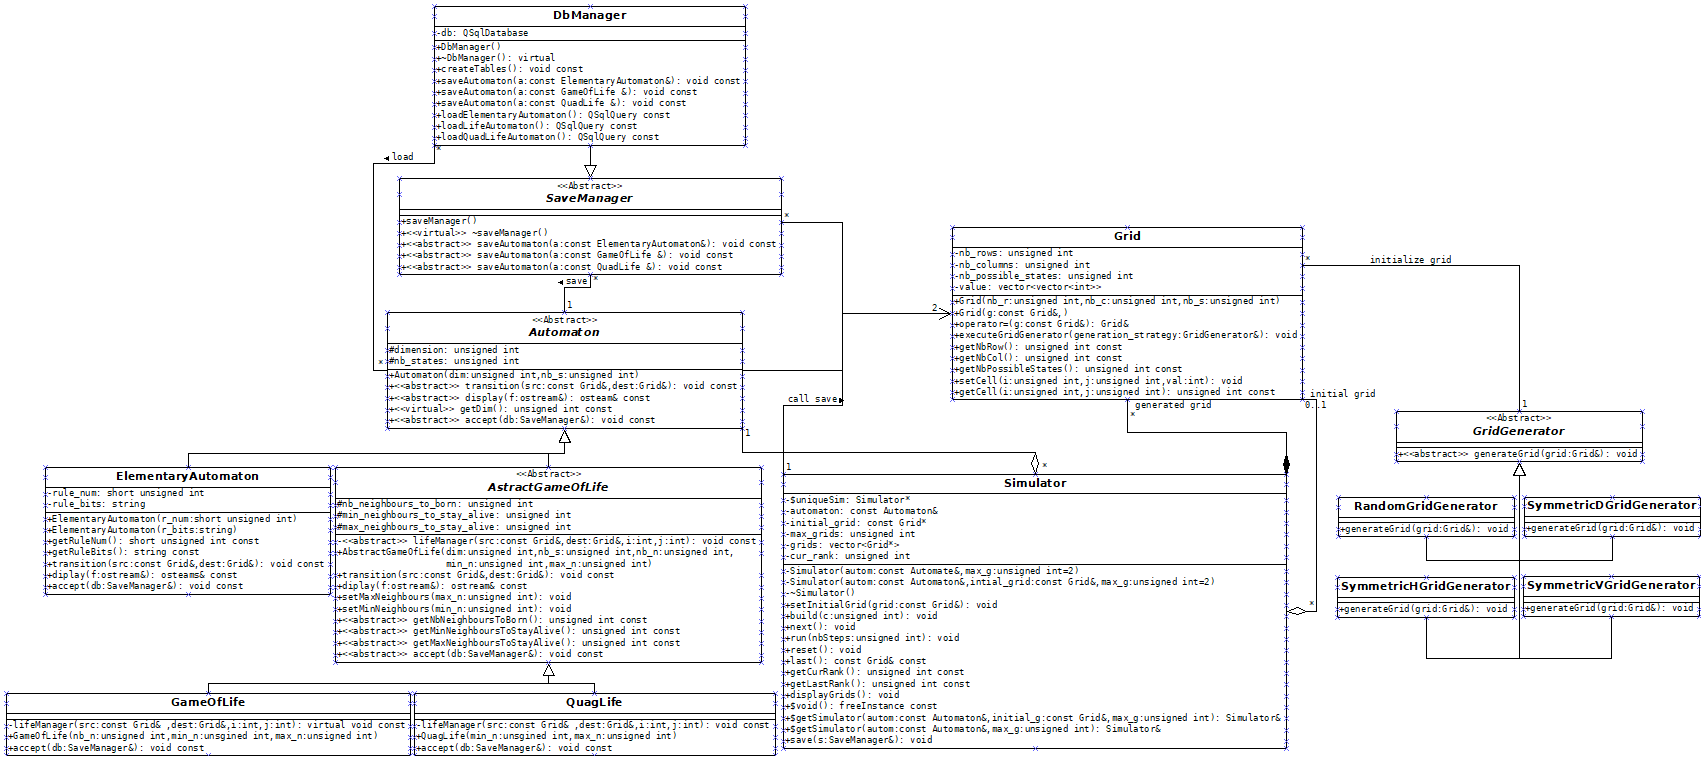 DbManager
-db: QSqlDatabase
+DbManager()
+~DbManager(): virtual
+createTables(): void const
+saveAutomaton(a:const ElementaryAutomaton&): void const
+saveAutomaton(a:const GameOfLife &): void const
+saveAutomaton(a:const QuadLife &): void const
+loadElementaryAutomaton(): QSqlQuery const
+loadLifeAutomaton(): QSqlQuery const
+loadQuadLifeAutomaton(): QSqlQuery const
*
load
<<Abstract>>
SaveManager
+saveManager()
+<<virtual>> ~saveManager()
+<<abstract>> saveAutomaton(a:const ElementaryAutomaton&): void const
+<<abstract>> saveAutomaton(a:const GameOfLife &): void const
+<<abstract>> saveAutomaton(a:const QuadLife &): void const
*
*
save
1
<<Abstract>>
Automaton
#dimension: unsigned int
#nb_states: unsigned int
+Automaton(dim:unsigned int,nb_s:unsigned int)
+<<abstract>> transition(src:const Grid&,dest:Grid&): void const
+<<abstract>> display(f:ostream&): osteam& const
+<<virtual>> getDim(): unsigned int const
+<<abstract>> accept(db:SaveManager&): void const
*
1
call save
2
1
*
Grid
-nb_rows: unsigned int
-nb_columns: unsigned int
-nb_possible_states: unsigned int
-value: vector<vector<int>>
+Grid(nb_r:unsigned int,nb_c:unsigned int,nb_s:unsigned int)
+Grid(g:const Grid&,)
+operator=(g:const Grid&): Grid&
+executeGridGenerator(generation_strategy:GridGenerator&): void
+getNbRow(): unsigned int const
+getNbCol(): unsigned int const
+getNbPossibleStates(): unsigned int const
+setCell(i:unsigned int,j:unsigned int,val:int): void
+getCell(i:unsigned int,j:unsigned int): unsigned int const
*
initialize grid
1
generated grid
*
initial grid
0..1
*
<<Abstract>>
GridGenerator
+<<abstract>> generateGrid(grid:Grid&): void
RandomGridGenerator
+generateGrid(grid:Grid&): void
SymmetricDGridGenerator
+generateGrid(grid:Grid&): void
SymmetricHGridGenerator
+generateGrid(grid:Grid&): void
SymmetricVGridGenerator
+generateGrid(grid:Grid&): void
ElementaryAutomaton
-rule_num: short unsigned int
-rule_bits: string
+ElementaryAutomaton(r_num:short unsigned int)
+ElementaryAutomaton(r_bits:string)
+getRuleNum(): short unsigned int const
+getRuleBits(): string const
+transition(src:const Grid&,dest:Grid&): void const
+diplay(f:ostream&): osteams& const
+accept(db:SaveManager&): void const
<<Abstract>>
AstractGameOfLife
#nb_neighbours_to_born: unsigned int
#min_neighbours_to_stay_alive: unsigned int
#max_neighbours_to_stay_alive: unsigned int
-<<abstract>> lifeManager(src:const Grid&,dest:Grid&,i:int,j:int): void const
+AbstractGameOfLife(dim:unsigned int,nb_s:unsigned int,nb_n:unsigned int,
min_n:unsigned int,max_n:unsigned int)
+transition(src:const Grid&,dest:Grid&): void const
+diplay(f:ostream&): ostream& const
+setMaxNeighbours(max_n:unsigned int): void
+setMinNeighbours(min_n:unsigned int): void
+<<abstract>> getNbNeighboursToBorn(): unsigned int const
+<<abstract>> getMinNeighboursToStayAlive(): unsigned int const
+<<abstract>> getMaxNeighboursToStayAlive(): unsigned int const
+<<abstract>> accept(db:SaveManager&): void const
GameOfLife
-lifeManager(src:const Grid& ,dest:Grid&,i:int,j:int): virtual void const
+GameOfLife(nb_n:unsigned int,min_n:unsigned int,max_n:unsigned int)
+accept(db:SaveManager&): void const
QuagLife
-lifeManager(src:const Grid& ,dest:Grid&,i:int,j:int): void const
+QuagLife(min_n:unsigned int,max_n:unsigned int)
+accept(db:SaveManager&): void const
Simulator
-$uniqueSim: Simulator*
-automaton: const Automaton&
-initial_grid: const Grid*
-max_grids: unsigned int
-grids: vector<Grid*>
-cur_rank: unsigned int
-Simulator(autom:const Automate&,max_g:unsigned int=2)
-Simulator(autom:const Automaton&,intial_grid:const Grid&,max_g:unsigned int=2)
-~Simulator()
+setInitialGrid(grid:const Grid&): void
+build(c:unsigned int): void
+next(): void
+run(nbSteps:unsigned int): void
+reset(): void
+last(): const Grid& const
+getCurRank(): unsigned int const
+getLastRank(): unsigned int const
+displayGrids(): void
+$void(): freeInstance const
+$getSimulator(autom:const Automaton&,initial_g:const Grid&,max_g:unsigned int): Simulator&
+$getSimulator(autom:const Automaton&,max_g:unsigned int): Simulator&
+save(s:SaveManager&): void